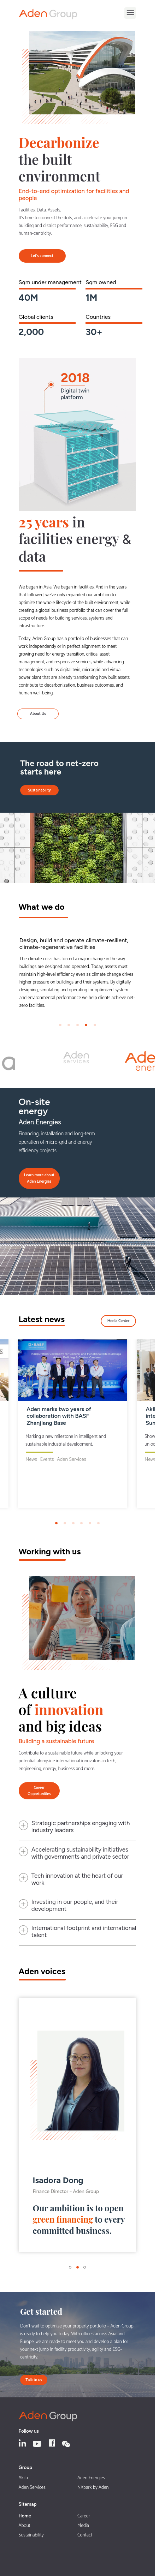 Aden Group
Decarbonize
the built
environment
End-to-end optimization for facilities and
people
Facilities, Data, Assets
It's time to connect the dots, and accelerate your jump in
building and district performance, sustainability, ESG and
human-centricity.
Let's connect
Sqm under management
40M
Sqm owned
1M
Global clients
2,000
Countries
30+
2018
Digital twin
platform
25 years in
facilities energy &
data
We began in Asia. We began in facilities. And in the years
that followed, we've only expanded our ambition to
optimize the whole lifecycle of the built environment, while
creating a global business portfolio that can cover the full
scope of needs for building services, systems and
infrastructure.
Today, Aden Group has a portfolio of businesses that can
work independently or in perfect alignment to meet
growing need for energy transition, critical asset
management, and responsive services, while advancing
technologies such as digital twin, microgrid and virtual
power plant that are already transforming how built assets
contribute to decarbonization, business, outcomes, and
human well-being.
About Us
The road to net-zero
starts here
Sustainability
What we do
Design, build and operate climate-resilient,
climate-regenerative facilities
The climate crisis has forced a major change in the way
buildings are designed and operated. Today, assets must
maintain high-level efficiency even as climate change drives
higher pressures on buildings and their systems. By digitally
designing, simulating and operating for optimized system
and environmental performance we help clients achieve net-
zero facilities.
a
Aden
services
Ade
ener
On-site
energy
Aden Energies
Financing, installation and long-term
operation of micro-grid and energy
efficiency projects.
Learn more about
Aden Energies
Latest news
Media Center
Aden marks two years of
collaboration with BASF
Zhanjiang Base
Marking a new milestone in intelligent and
sustainable industrial development
News Events Aden Services
Aki
inte
Sur
Show
unloc
News
Working with us
A culture
of innovation
and big ideas
Building a sustainable future
Contribute to a sustainable future while unlocking your
potential alongside international innovators in tech,
engineering, energy, business and more.
Career
Opportunities
Strategic partnerships engaging with
industry leaders
Accelerating sustainability initiatives
with governments and private sector
Tech innovation at the heart of our
work
Investing in our people, and their
development
International footprint and international
talent
Aden voices
Isadora Dong
Finance Director – Aden Group
Our ambition is to open
green financing to every
committed business.
Get started
Don't wait to optimize your property portfolio – Aden Group
is ready to help you today. With offices across Asia and
Europe, we are ready to meet you and develop a plan for
your next jump in facility productivity, agility and ESG-
centricity.
Talk to us
Aden Group
Follow us
Group
Akila
Aden Energies
Aden Services
NXpark by Aden
Sitemap
Home
Career
About
Media
Sustainability
Contact